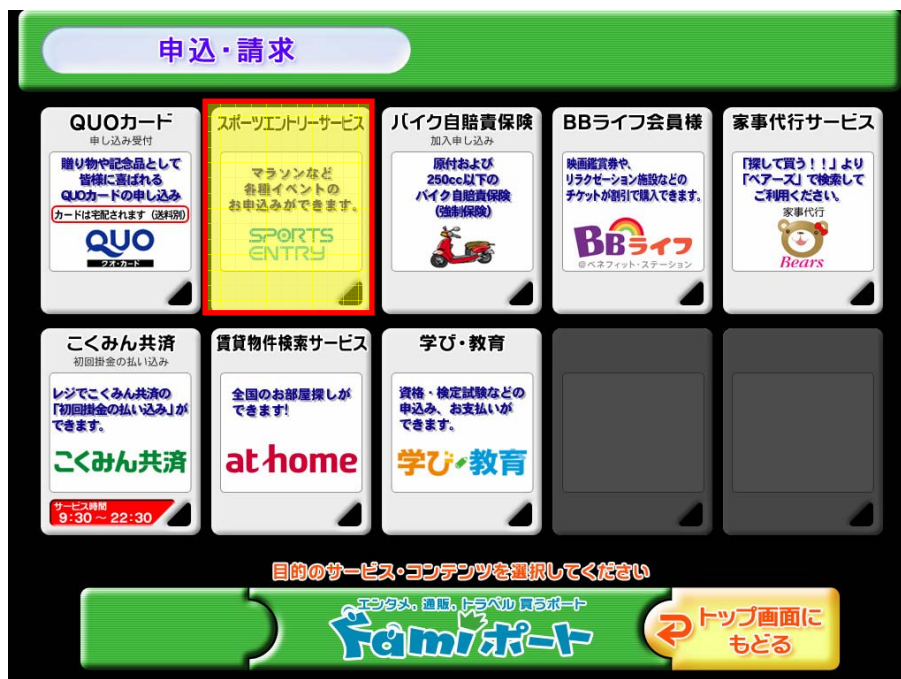 申込・請求
QUOカード
申し込み受付
贈り物や記念品として
皆様に喜ばれる
QUOカードの申し込み
カードは宅配されます(送料別)
QUO
クオ・カード
スポーツエントリーサービス
マラソンなど
各種イベントの
お申込みができます。
SPORTS
ENTRY
バイク自賠責保険
加入申し込み
原付および
250cc以下の
バイク自賠責保険
(強制保険)
BBライフ会員様
映画鑑賞券や、
リラクゼーション施設などの
チケットが割引で購入できます。
BBライフ
@ベネフィット・ステーション
家事代行サービス
「探して買う!!」より
「ベアーズ」で検索して
ご利用ください。
家事代行
Bears
こくみん共済
初回掛金の払い込み
レジでこくみん共済の
「初回掛金の払い込み」が
できます。
こくみん共済
サービス時間
9:30~22:30
賃貸物件検索サービス
全国のお部屋探しが
できます!
at home
学び・教育
資格・検定試験などの
申込み、お支払いが
できます。
学び・教育
目的のサービス・コンテンツを選択してください
エンタメ、通販、トラベル 買うポート
Famiポート
トップ画面に
もどる